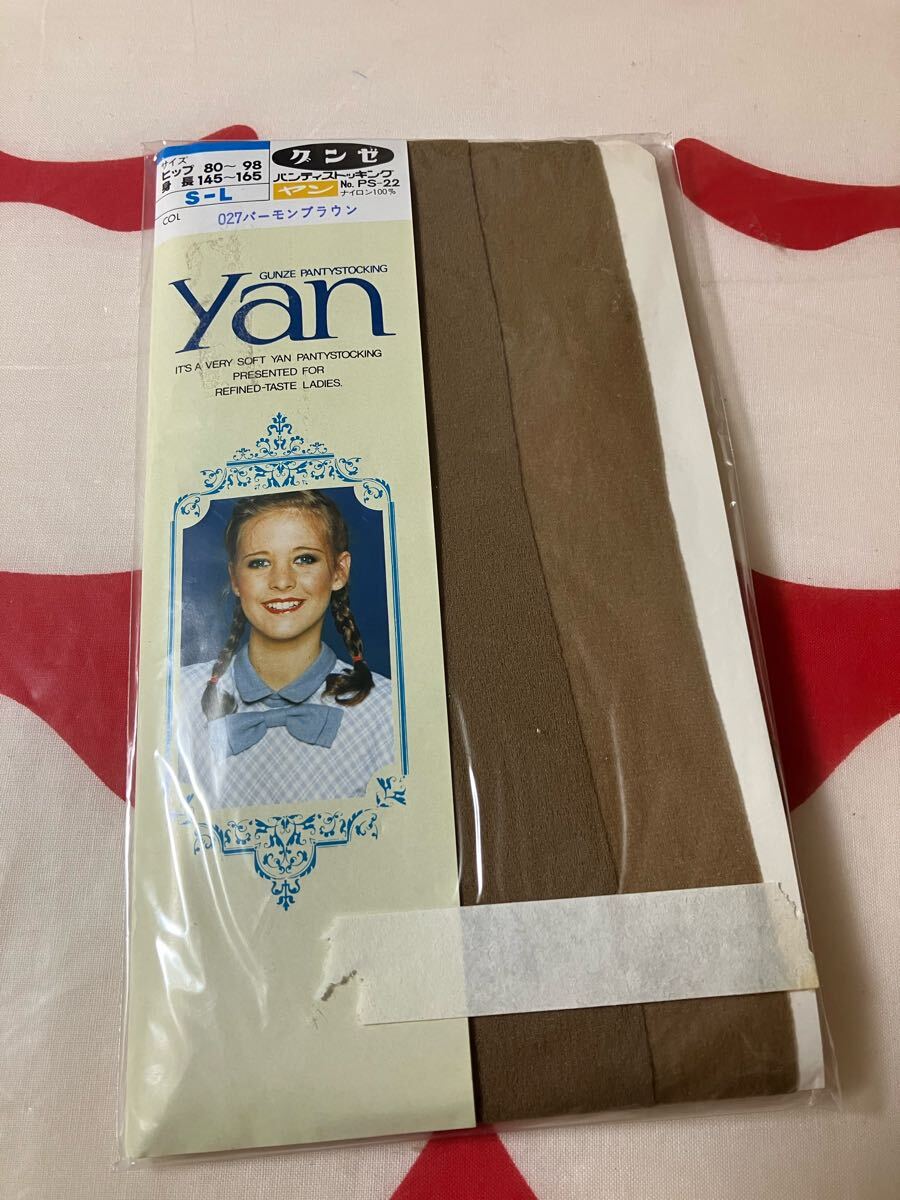 サイズ
ヒップ 80～98
身長 145～165
S-L
グンゼ
パンティストッキング
ヤン No. PS-22
ナイロン100%
COL 027バーモンブラウン
GUNZE PANTYSTOCKING
Yan
IT'S A VERY SOFT YAN PANTYSTOCKING
PRESENTED FOR
REFINED-TASTE LADIES.